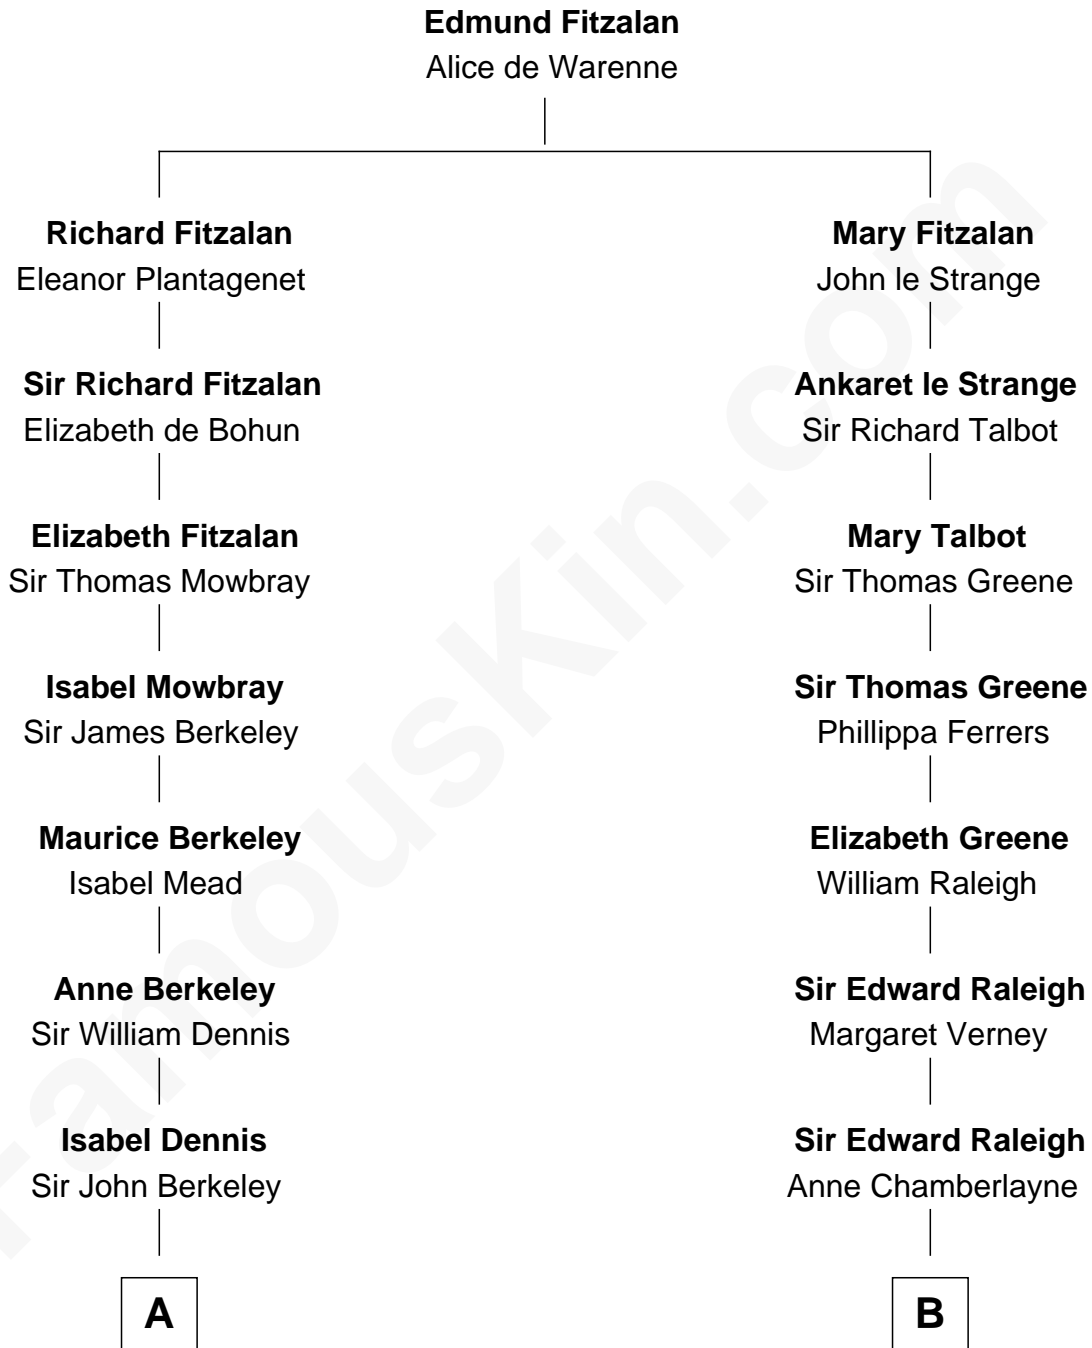 Edmund Fitzalan
Alice de Warenne
Richard Fitzalan
Eleanor Plantagenet
Mary Fitzalan
John le Strange
Sir Richard Fitzalan
Elizabeth de Bohun
Ankaret le Strange
Sir Richard Talbot
Elizabeth Fitzalan
Sir Thomas Mowbray
Mary Talbot
Sir Thomas Greene
Isabel Mowbray
Sir James Berkeley
Sir Thomas Greene
Phillippa Ferrers
Maurice Berkeley
Isabel Mead
Elizabeth Greene
William Raleigh
Anne Berkeley
Sir William Dennis
Sir Edward Raleigh
Margaret Verney
Isabel Dennis
Sir John Berkeley
Sir Edward Raleigh
Anne Chamberlayne
A
B
FamousKin.com